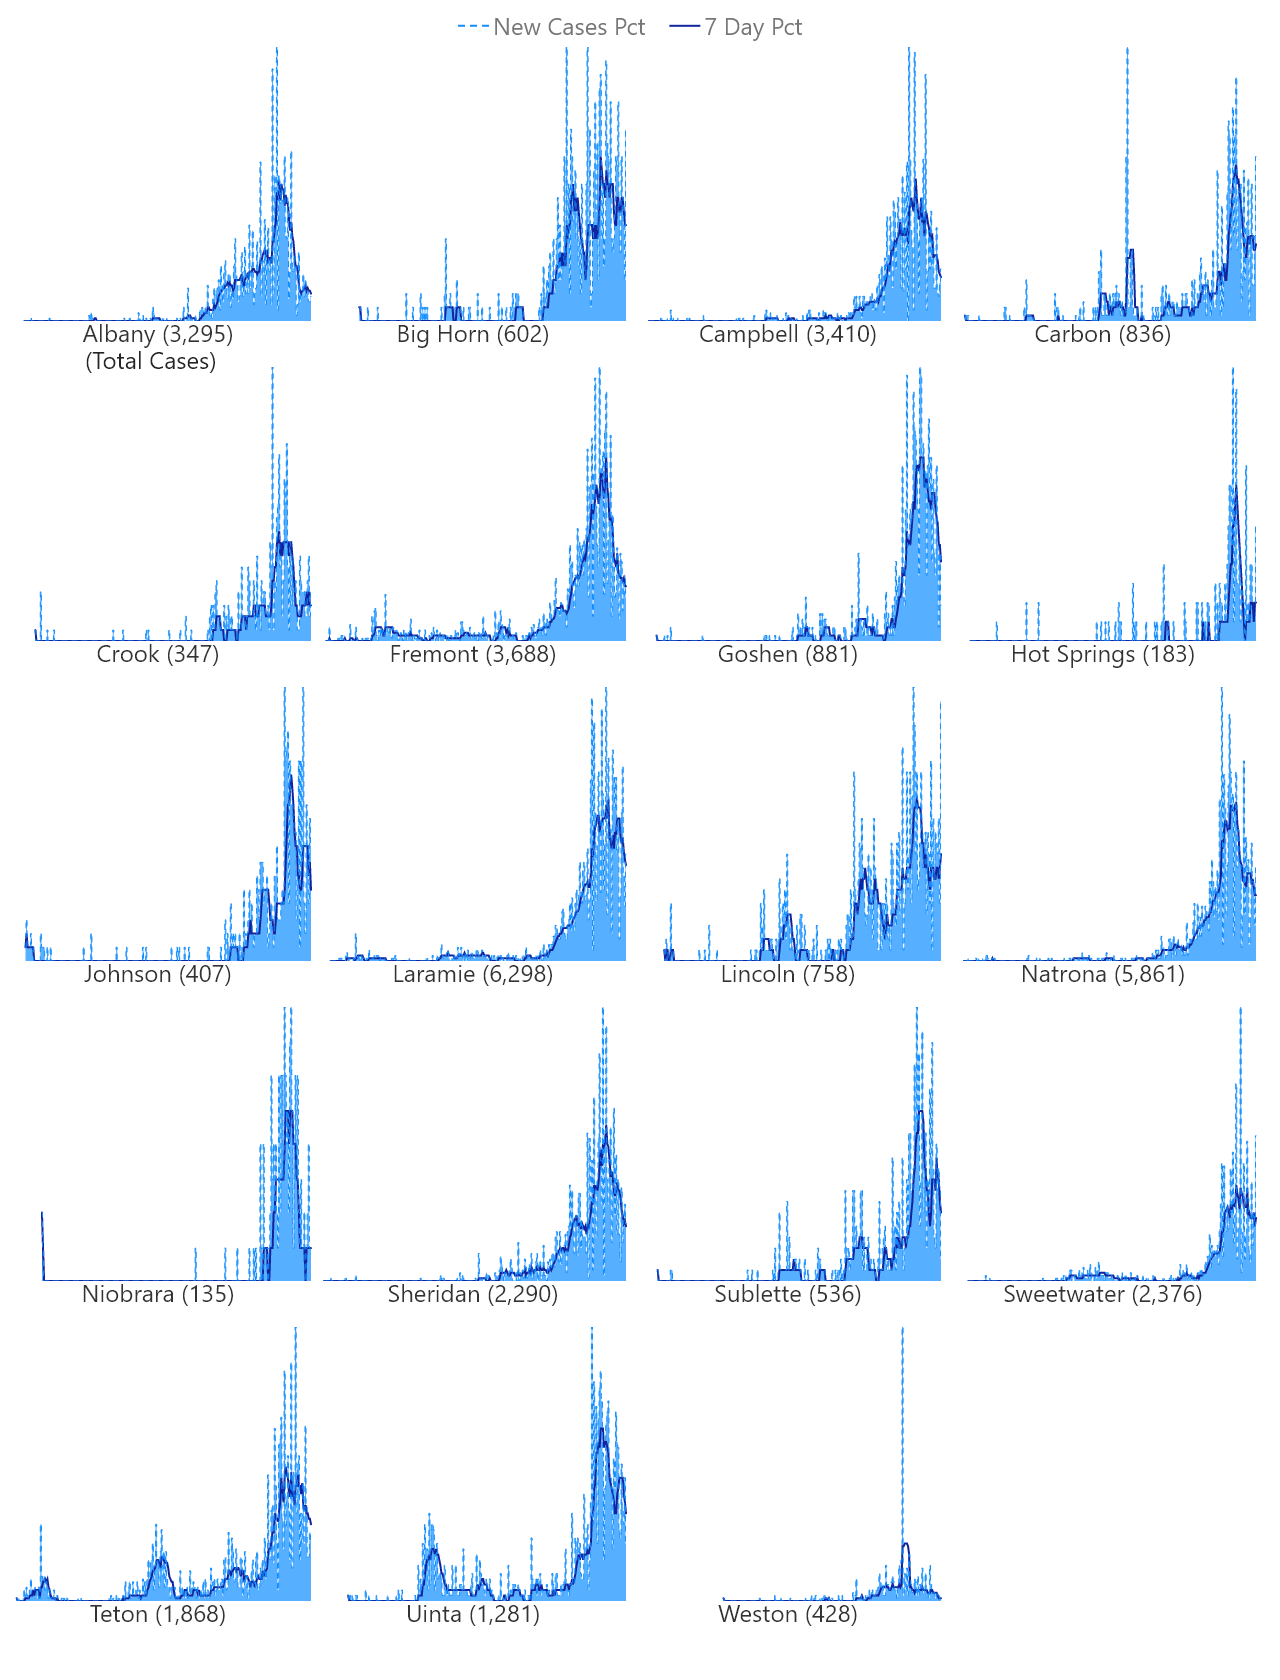 New Cases Pct 7 Day Pct
Albany (3,295) Big Horn (602) Campbell (3,410) Carbon (836)
(Total Cases)
Crook (347) Fremont (3,688) Goshen (881) Hot Springs (183)
Johnson (407) Laramie (6,298) Lincoln (758) Natrona (5,861)
Niobrara (135) Sheridan (2,290) Sublette (536) Sweetwater (2,376)
Teton (1,868) Uinta (1,281) Weston (428)